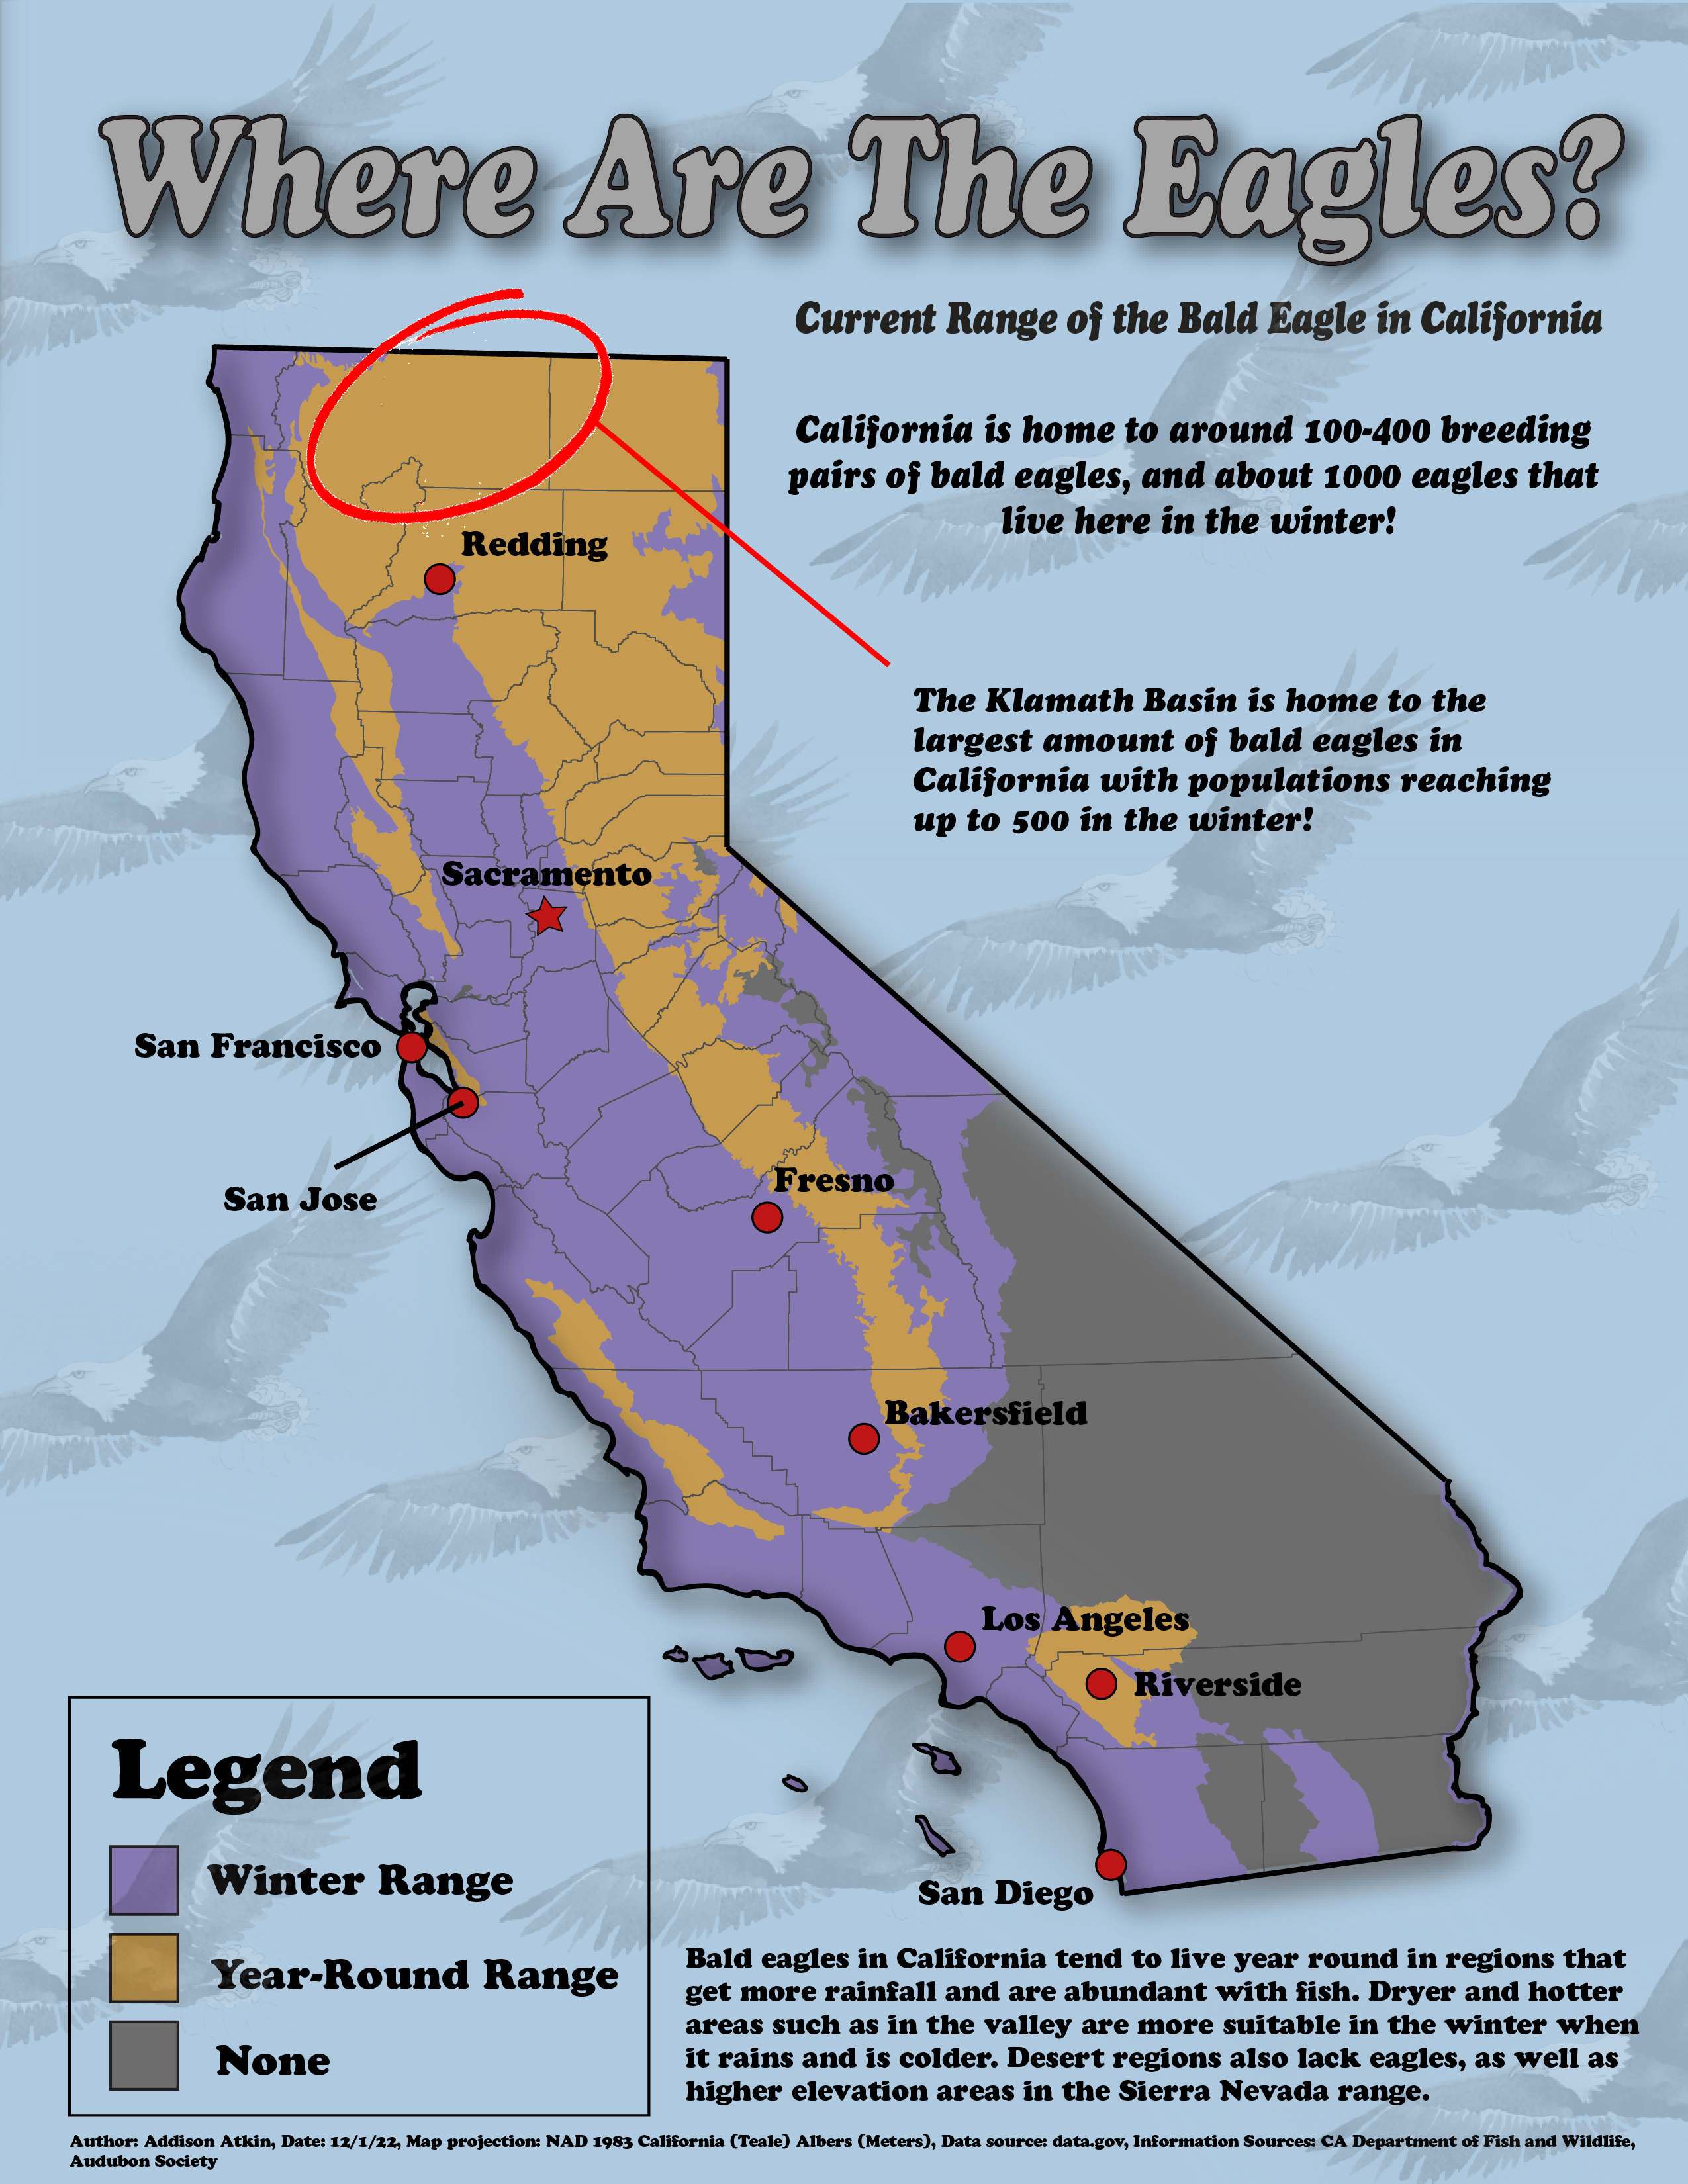 Where Are The Eagles?
Current Range of the Bald Eagle in California
California is home to around 100-400 breeding
pairs of bald eagles, and about 1000 eagles that
live here in the winter!
Redding
The Klamath Basin is home to the
largest amount of bald eagles in
California with populations reaching
up to 500 in the winter!
Sacramento
San Francisco
San Jose
Fresno
Bakersfield
Los Angeles
Riverside
San Diego
Legend
Winter Range
Year-Round Range
None
Bald eagles in California tend to live year round in regions that
get more rainfall and are abundant with fish. Dryer and hotter
areas such as in the valley are more suitable in the winter when
it rains and is colder. Desert regions also lack eagles, as well as
higher elevation areas in the Sierra Nevada range.
Author: Addison Atkin, Date: 12/1/22, Map projection: NAD 1983 California (Teale) Albers (Meters), Data source: data.gov, Information Sources: CA Department of Fish and Wildlife,
Audubon Society